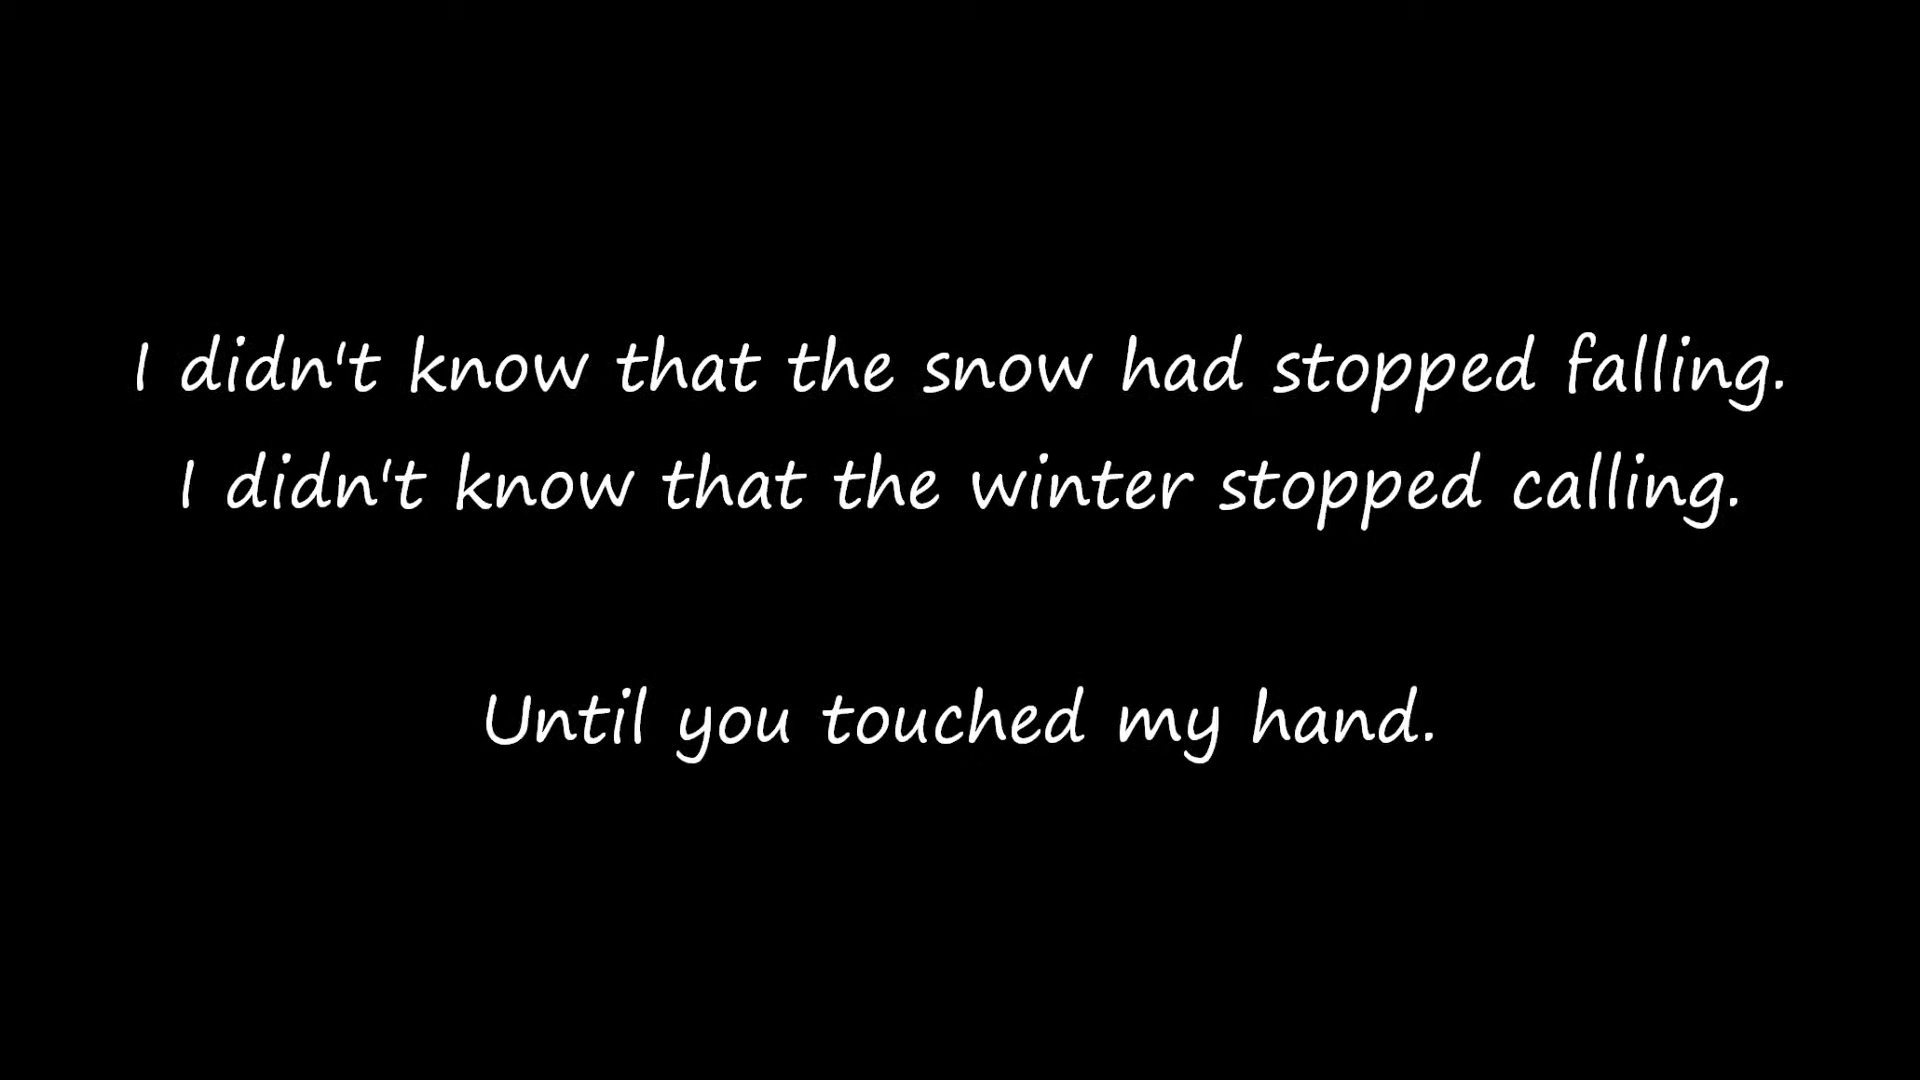 I didn't know that the snow had stopped falling.
I didn't know that the winter stopped calling.
Until you touched my hand.